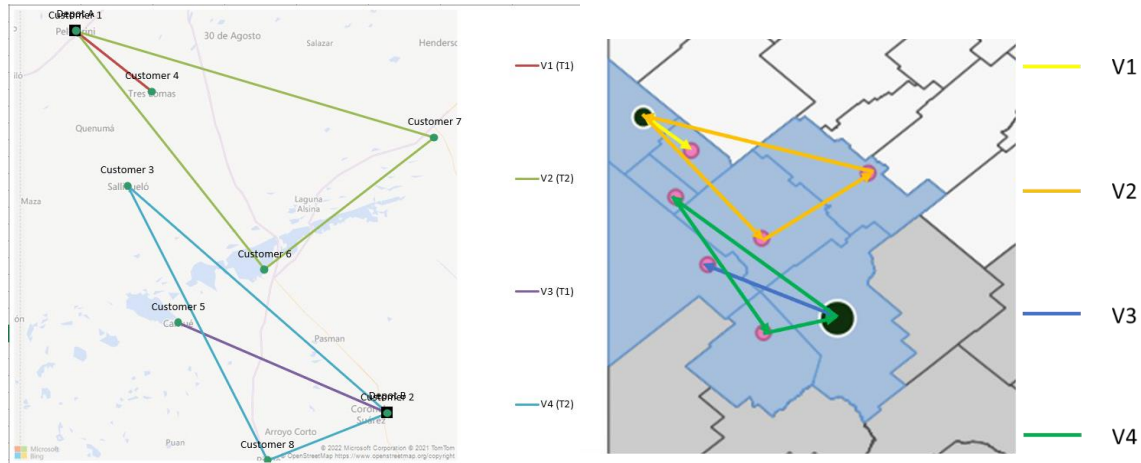 Depot A
Customer 1
Pellegrini
30 de Agosto
Salazar
Henderso
Customer 4
Tres Lomas
Quenumá
Customer 7
Customer 3
Salliqueló
Maza
Laguna
Alsina
Customer 6
Customer 5
Carhué
ón
Pasman
Depot B
Customer 2
Coronel
Suárez
Arroyo Corto
Customer 8
Puan
Microsoft
Bing
© 2022 Microsoft Corporation © 2021 TomTom
© OpenStreetMap https://www.openstreetmap.org/copyright
V1 (T1)
V2 (T2)
V3 (T1)
V4 (T2)
V1
V2
V3
V4